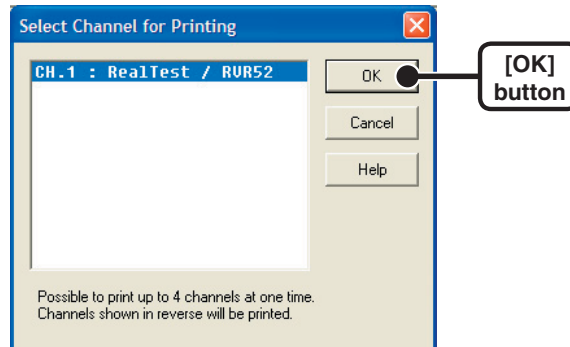 Select Channel for Printing
CH.1 : RealTest / RVR52
OK
Cancel
Help
Possible to print up to 4 channels at one time.
Channels shown in reverse will be printed.
[OK]
button